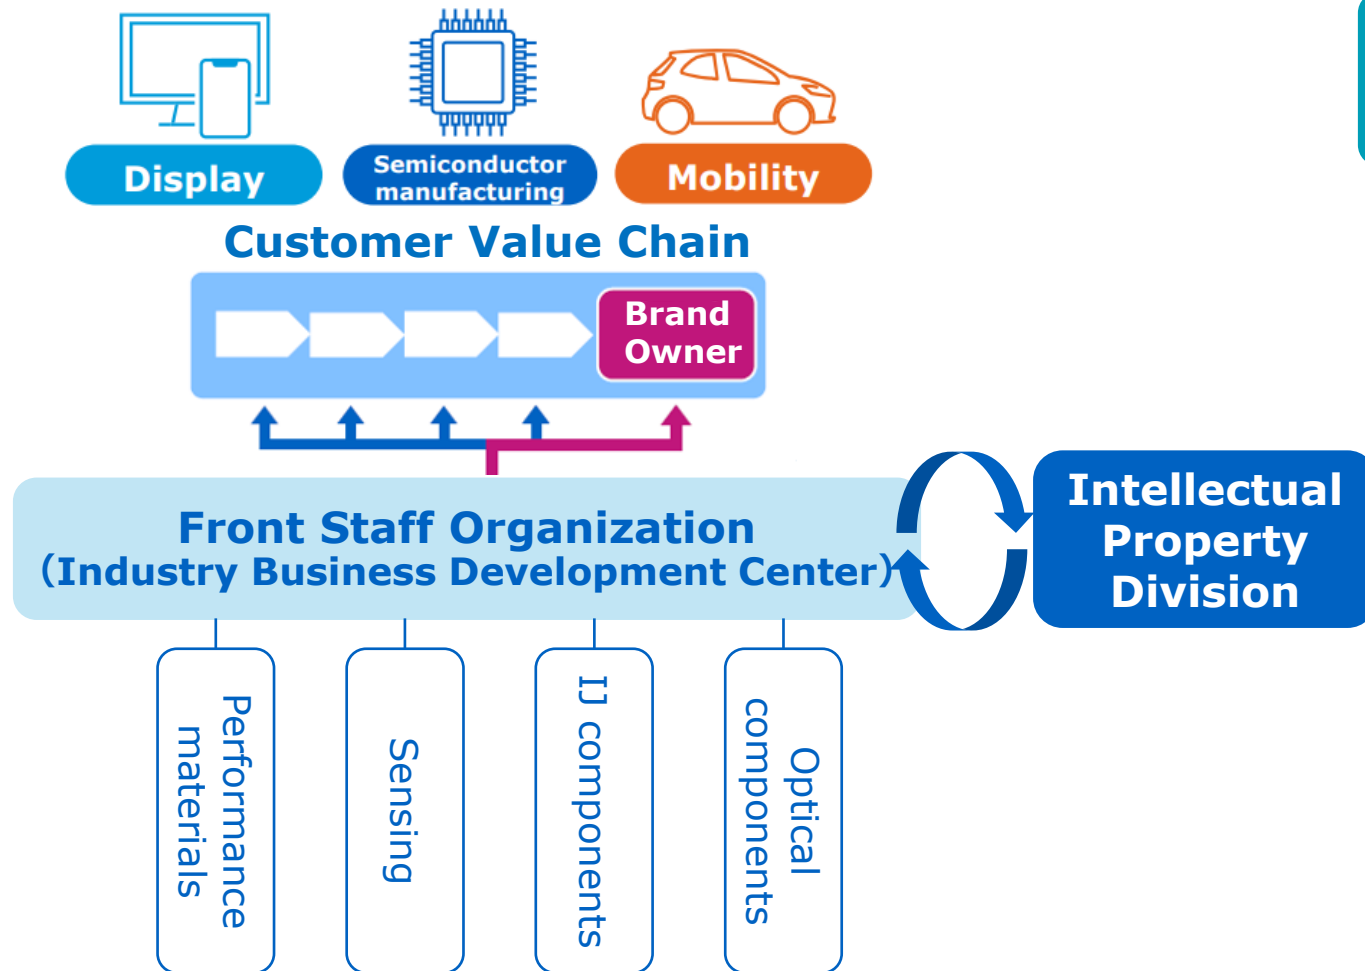 Display
Semiconductor
manufacturing
Mobility
Customer Value Chain
Brand
Owner
Front Staff Organization
（Industry Business Development Center）
Intellectual
Property
Division
Performance
materials
Sensing
IJ components
Optical
components